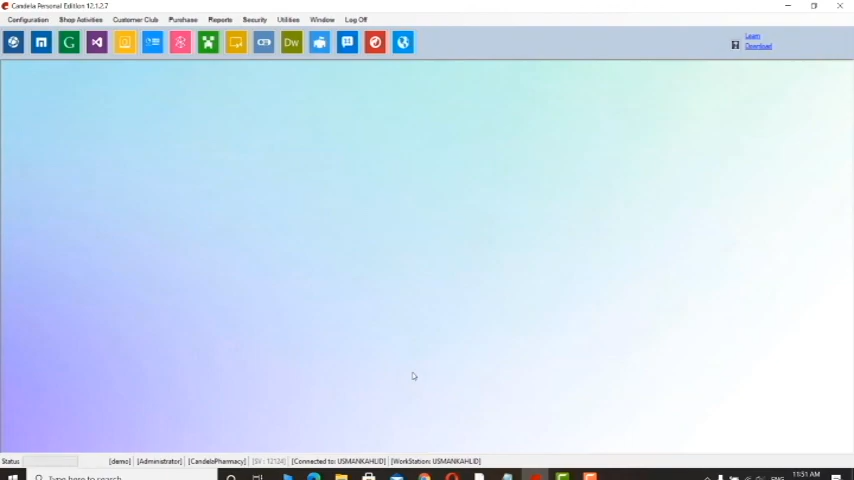 Candela Personal Edition 12.1.2.7
Configuration Shop Activities Customer Club Purchase Reports Security Utilities Window Log Off
G Dw
Learn
Download
Status [demo] [Administrator] [CandelaPharmacy] [SV : 12124] [Connected to: USMANKAHLID] [WorkStation: USMANKAHLID]
Type here to search
11:51 AM